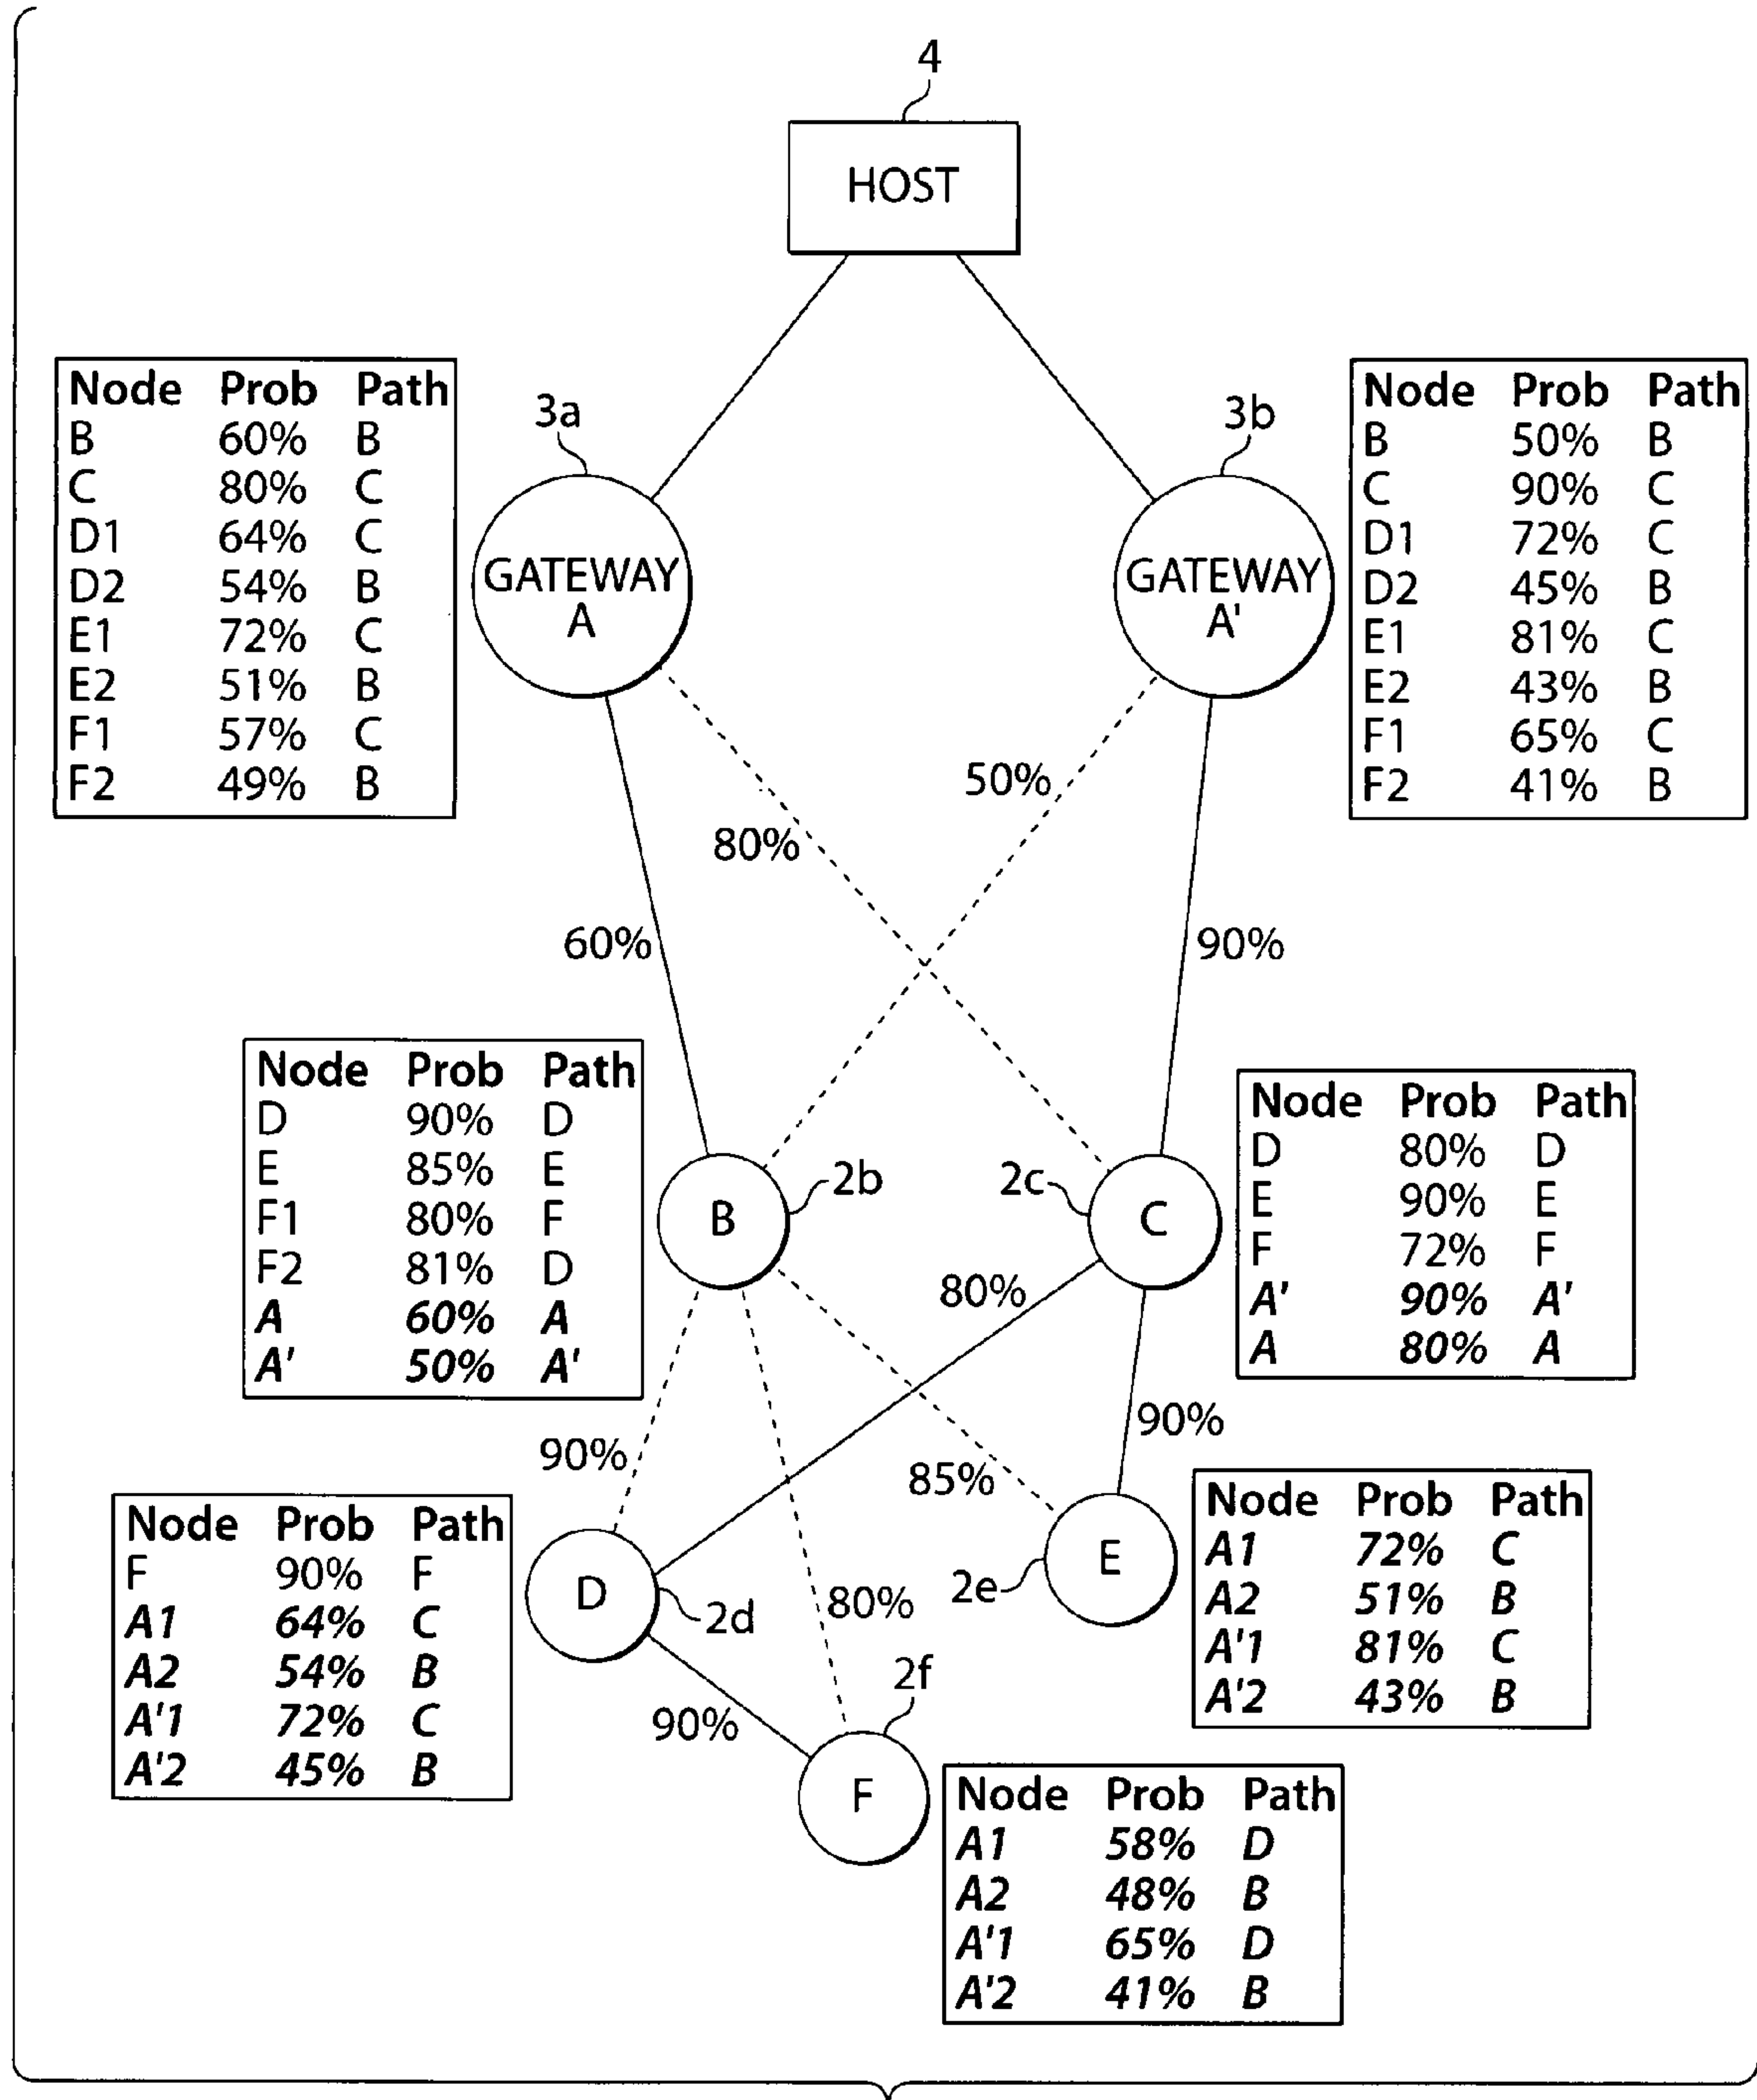 4
HOST
Node Prob Path
B 60% B
C 80% C
D1 64% C
D2 54% B
E1 72% C
E2 51% B
F1 57% C
F2 49% B
3a
GATEWAY
A
3b
GATEWAY
A'
Node Prob Path
B 50% B
C 90% C
D1 72% C
D2 45% B
E1 81% C
E2 43% B
F1 65% C
F2 41% B
50%
80%
60%
90%
Node Prob Path
D 90% D
E 85% E
F1 80% F
F2 81% D
A 60% A
A' 50% A'
B
2b
2c
C
Node Prob Path
D 80% D
E 90% E
F 72% F
A' 90% A'
A 80% A
80%
90%
90%
85%
Node Prob Path
F 90% F
A1 64% C
A2 54% B
A'1 72% C
A'2 45% B
D
2d
80%
2e
E
Node Prob Path
A1 72% C
A2 51% B
A'1 81% C
A'2 43% B
90%
2f
F
Node Prob Path
A1 58% D
A2 48% B
A'1 65% D
A'2 41% B